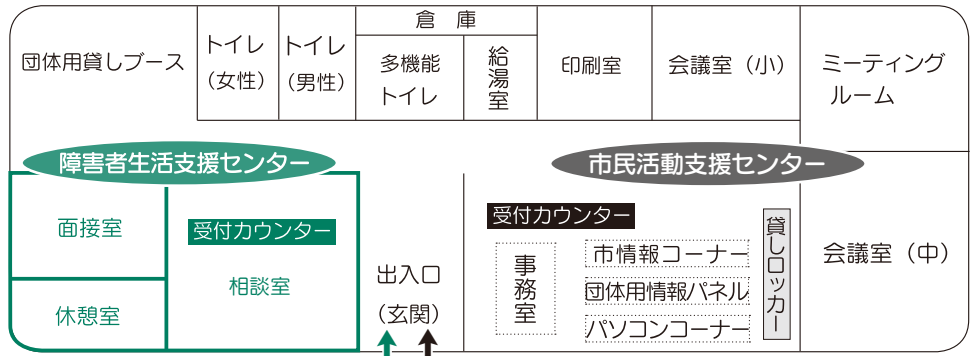 倉庫
団体用貸しブース
トイレ
(女性)
トイレ
(男性)
多機能
トイレ
給湯室
印刷室
会議室(小)
ミーティング
ルーム
障害者生活支援センター
市民活動支援センター
面接室
受付カウンター
相談室
休憩室
出入口
(玄関)
受付カウンター
事務室
市情報コーナー
団体用情報パネル
パソコンコーナー
貸しロッカー
会議室(中)